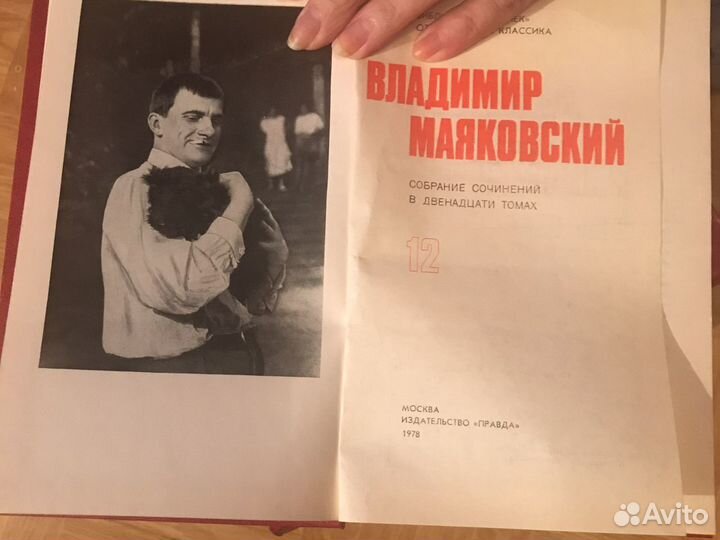 КЛАССИКА
ВЛАДИМИР
МАЯКОВСКИЙ
СОБРАНИЕ СОЧИНЕНИЙ
В ДВЕНАДЦАТИ ТОМАХ
12
МОСКВА
ИЗДАТЕЛЬСТВО «ПРАВДА»
1978
Avito